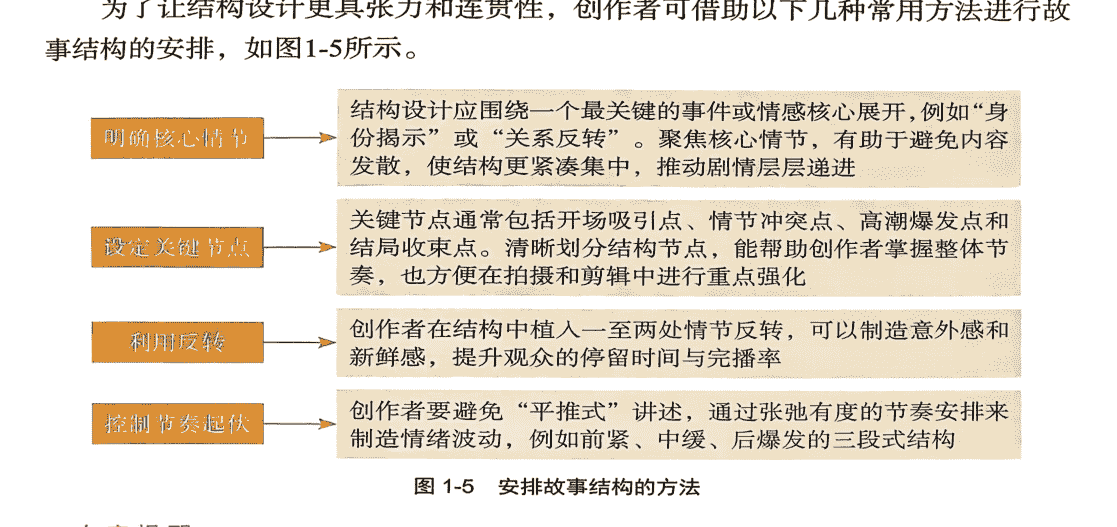 为了让结构设计更具张力和连贯性，创作者可借助以下几种常用方法进行故
事结构的安排，如图1-5所示。
明确核心情节
结构设计应围绕一个最关键的事件或情感核心展开，例如“身
份揭示”或“关系反转”。聚焦核心情节，有助于避免内容
发散，使结构更紧凑集中，推动剧情层层递进
设定关键节点
关键节点通常包括开场吸引点、情节冲突点、高潮爆发点和
结局收束点。清晰划分结构节点，能帮助创作者掌握整体节
奏，也方便在拍摄和剪辑中进行重点强化
利用反转
创作者在结构中植入一至两处情节反转，可以制造意外感和
新鲜感，提升观众的停留时间与完播率
控制节奏起伏
创作者要避免“平推式”讲述，通过张弛有度的节奏安排来
制造情绪波动，例如前紧、中缓、后爆发的三段式结构
图 1-5 安排故事结构的方法